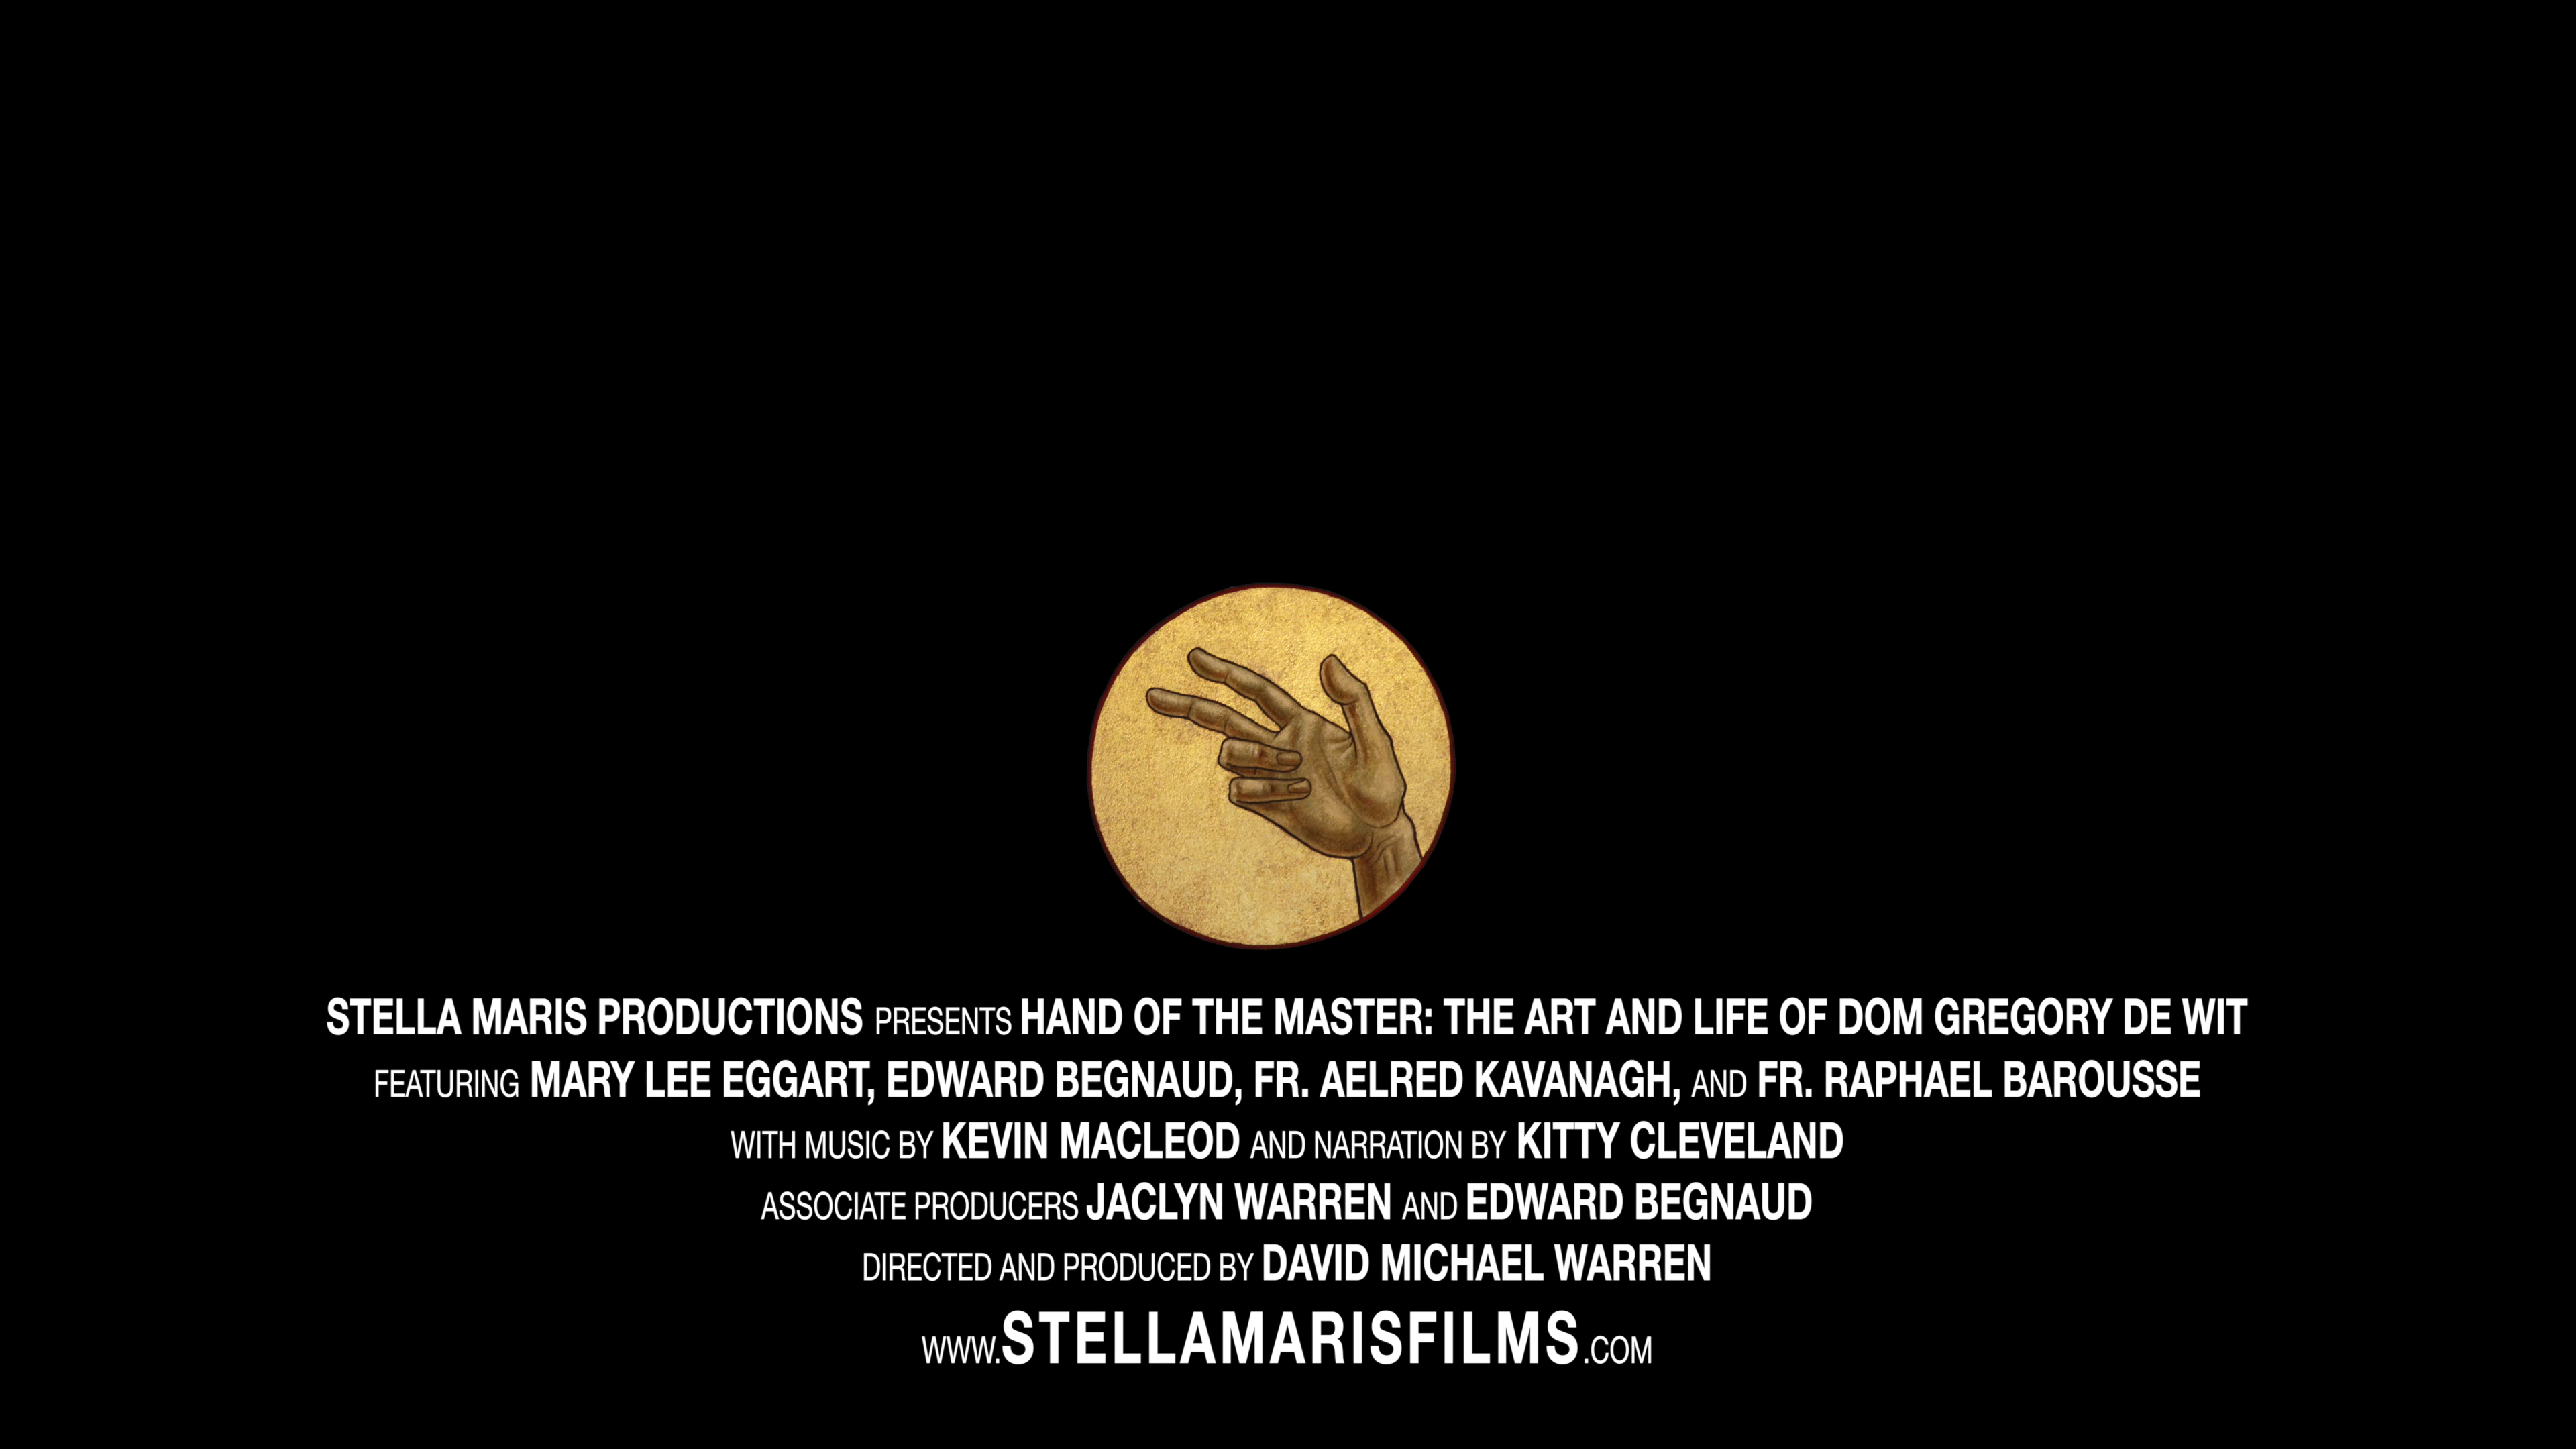 STELLA MARIS PRODUCTIONS PRESENTS HAND OF THE MASTER: THE ART AND LIFE OF DOM GREGORY DE WIT
FEATURING MARY LEE EGGART, EDWARD BEGNAUD, FR. AELRED KAVANAGH, AND FR. RAPHAEL BAROUSSE
WITH MUSIC BY KEVIN MACLEOD AND NARRATION BY KITTY CLEVELAND
ASSOCIATE PRODUCERS JACLYN WARREN AND EDWARD BEGNAUD
DIRECTED AND PRODUCED BY DAVID MICHAEL WARREN
WWW.STELLAMARISFILMS.COM